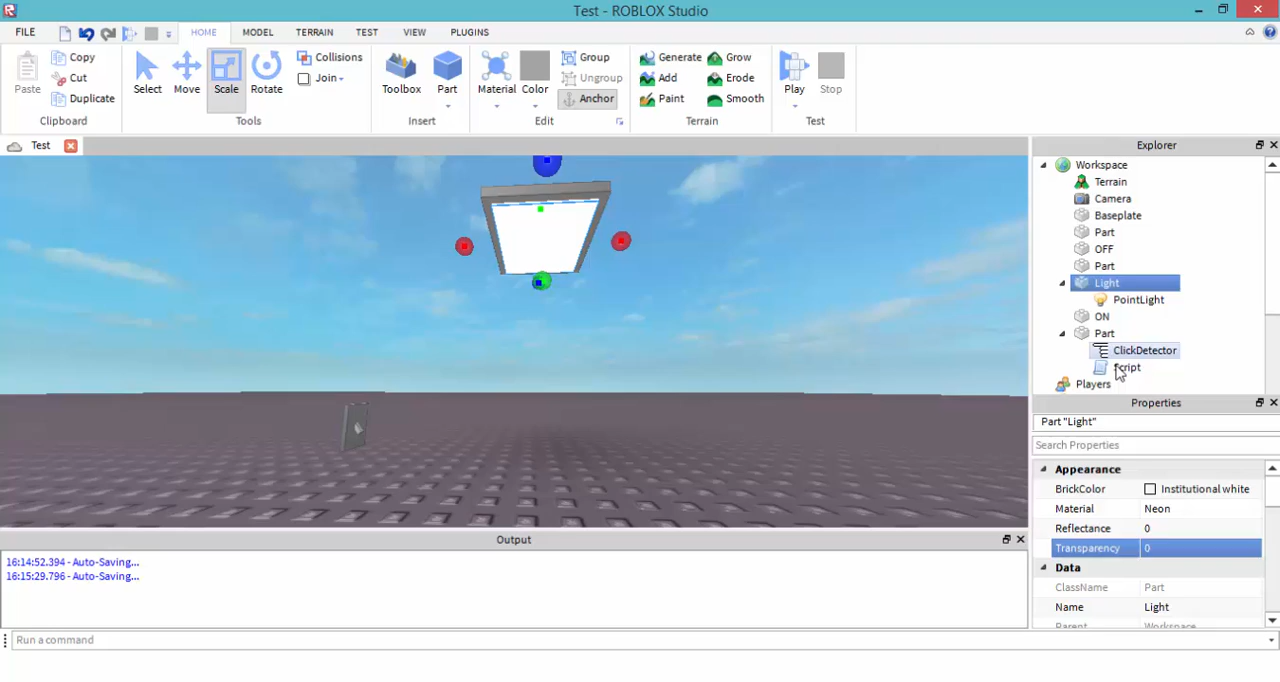 Test - ROBLOX Studio
FILE HOME MODEL TERRAIN TEST VIEW PLUGINS
Paste Copy Cut Duplicate Clipboard
Select Move Scale Rotate Collisions Join Tools
Toolbox Part Insert
Material Color Group Ungroup Anchor Edit
Generate Grow Add Erode Paint Smooth Terrain
Play Stop Test
Test
Explorer
Workspace
Terrain
Camera
Baseplate
Part
OFF
Part
Light
PointLight
ON
Part
ClickDetector
Script
Players
Properties
Part "Light"
Search Properties
Appearance
BrickColor Institutional white
Material Neon
Reflectance 0
Transparency 0
Data
ClassName Part
Name Light
Parent Workspace
Output
16:14:52.394 - Auto-Saving...
16:15:29.796 - Auto-Saving...
Run a command